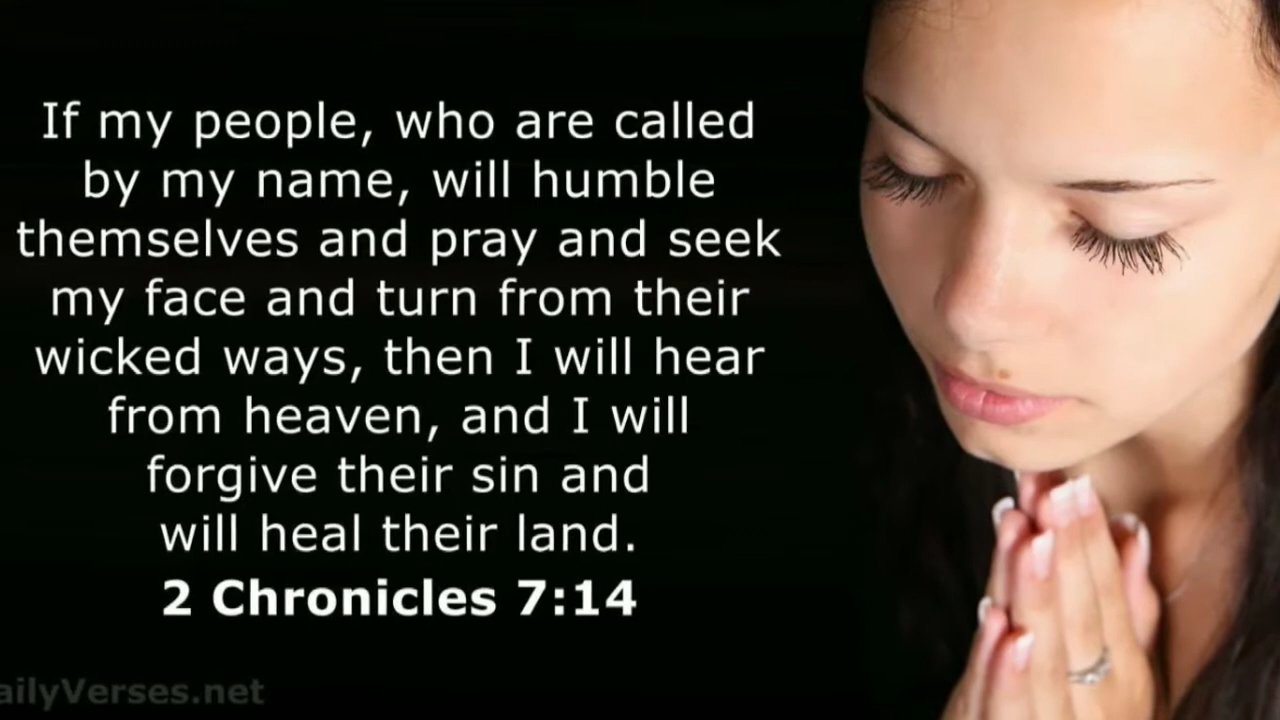 If my people, who are called
by my name, will humble
themselves and pray and seek
my face and turn from their
wicked ways, then I will hear
from heaven, and I will
forgive their sin and
will heal their land.
2 Chronicles 7:14
ailyVerses.net